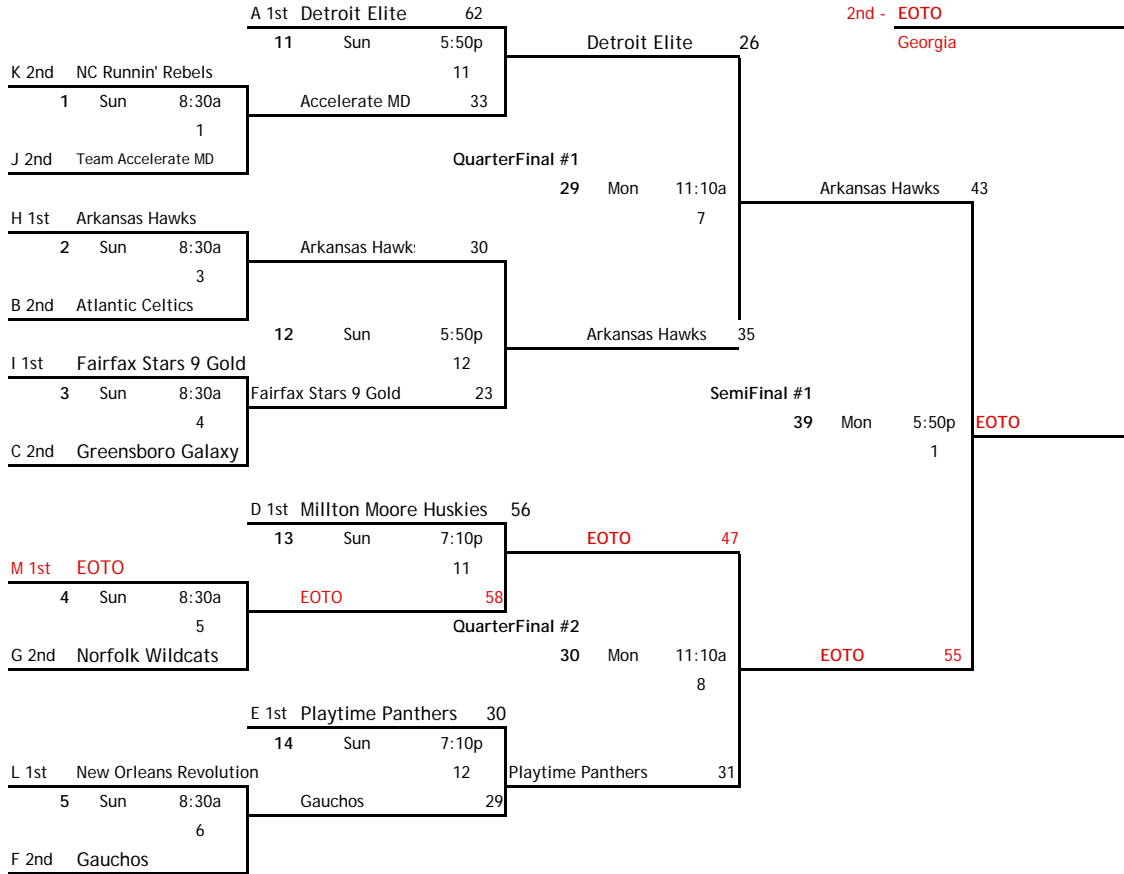 A 1st Detroit Elite 62 2nd - EOTO
11 Sun 5:50p Detroit Elite 26 Georgia
K 2nd NC Runnin' Rebels 11
1 Sun 8:30a Accelerate MD 33
1
J 2nd Team Accelerate MD QuarterFinal #1
29 Mon 11:10a Arkansas Hawks 43
H 1st Arkansas Hawks 7
2 Sun 8:30a Arkansas Hawk 30
3
B 2nd Atlantic Celtics
12 Sun 5:50p Arkansas Hawks 35
I 1st Fairfax Stars 9 Gold 12
3 Sun 8:30a Fairfax Stars 9 Gold 23 SemiFinal #1
4 39 Mon 5:50p EOTO
C 2nd Greensboro Galaxy 1
D 1st Millton Moore Huskies 56
13 Sun 7:10p EOTO 47
M 1st EOTO 11
4 Sun 8:30a EOTO 58
5 QuarterFinal #2
G 2nd Norfolk Wildcats 30 Mon 11:10a EOTO 55
8
E 1st Playtime Panthers 30
14 Sun 7:10p
L 1st New Orleans Revolution 12 Playtime Panthers 31
5 Sun 8:30a Gauchos 29
6
F 2nd Gauchos